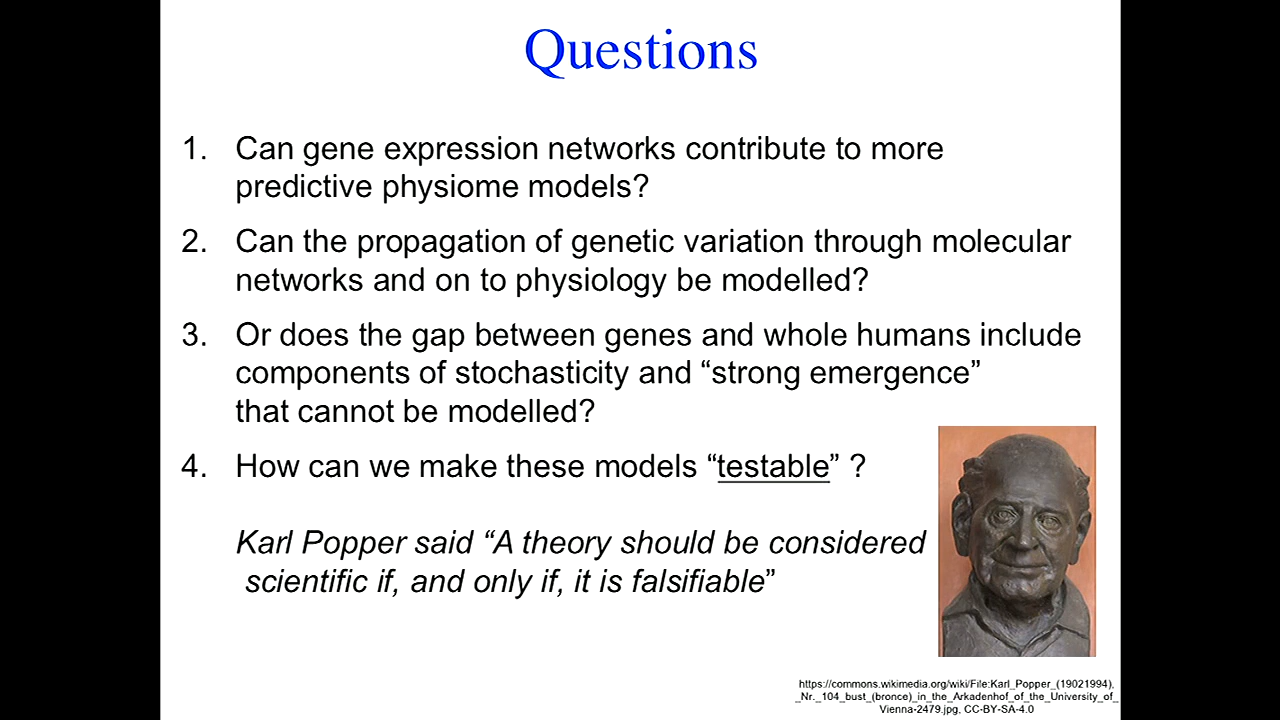 Questions
1. Can gene expression networks contribute to more
predictive physiome models?
2. Can the propagation of genetic variation through molecular
networks and on to physiology be modelled?
3. Or does the gap between genes and whole humans include
components of stochasticity and “strong emergence”
that cannot be modelled?
4. How can we make these models “testable” ?
Karl Popper said “A theory should be considered
scientific if, and only if, it is falsifiable”
https://commons.wikimedia.org/wiki/File:Karl_Popper_(19021994),
_Nr._104_bust_(bronce)_in_the_Arkadenhof_of_the_University_of_
Vienna-2479.jpg, CC-BY-SA-4.0